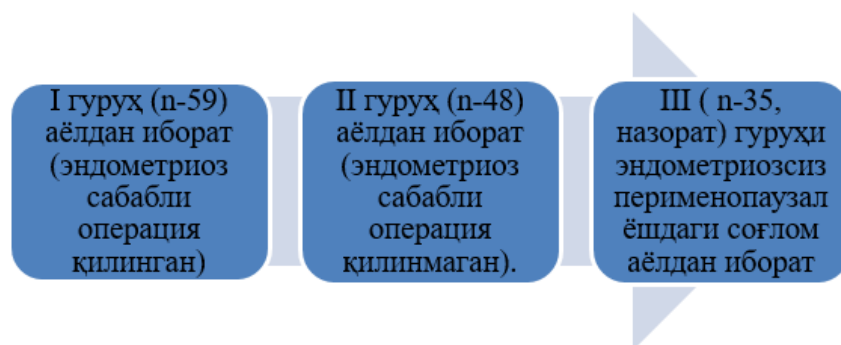 I гуруҳ (n-59)
аёлдан иборат
(эндометриоз
сабабли
операция
қилинган)
II гуруҳ (n-48)
аёлдан иборат
(эндометриоз
сабабли
операция
қилинмаган).
III ( n-35,
назорат) гуруҳи
эндометриозсиз
перименопаузал
ёшдаги соғлом
аёлдан иборат